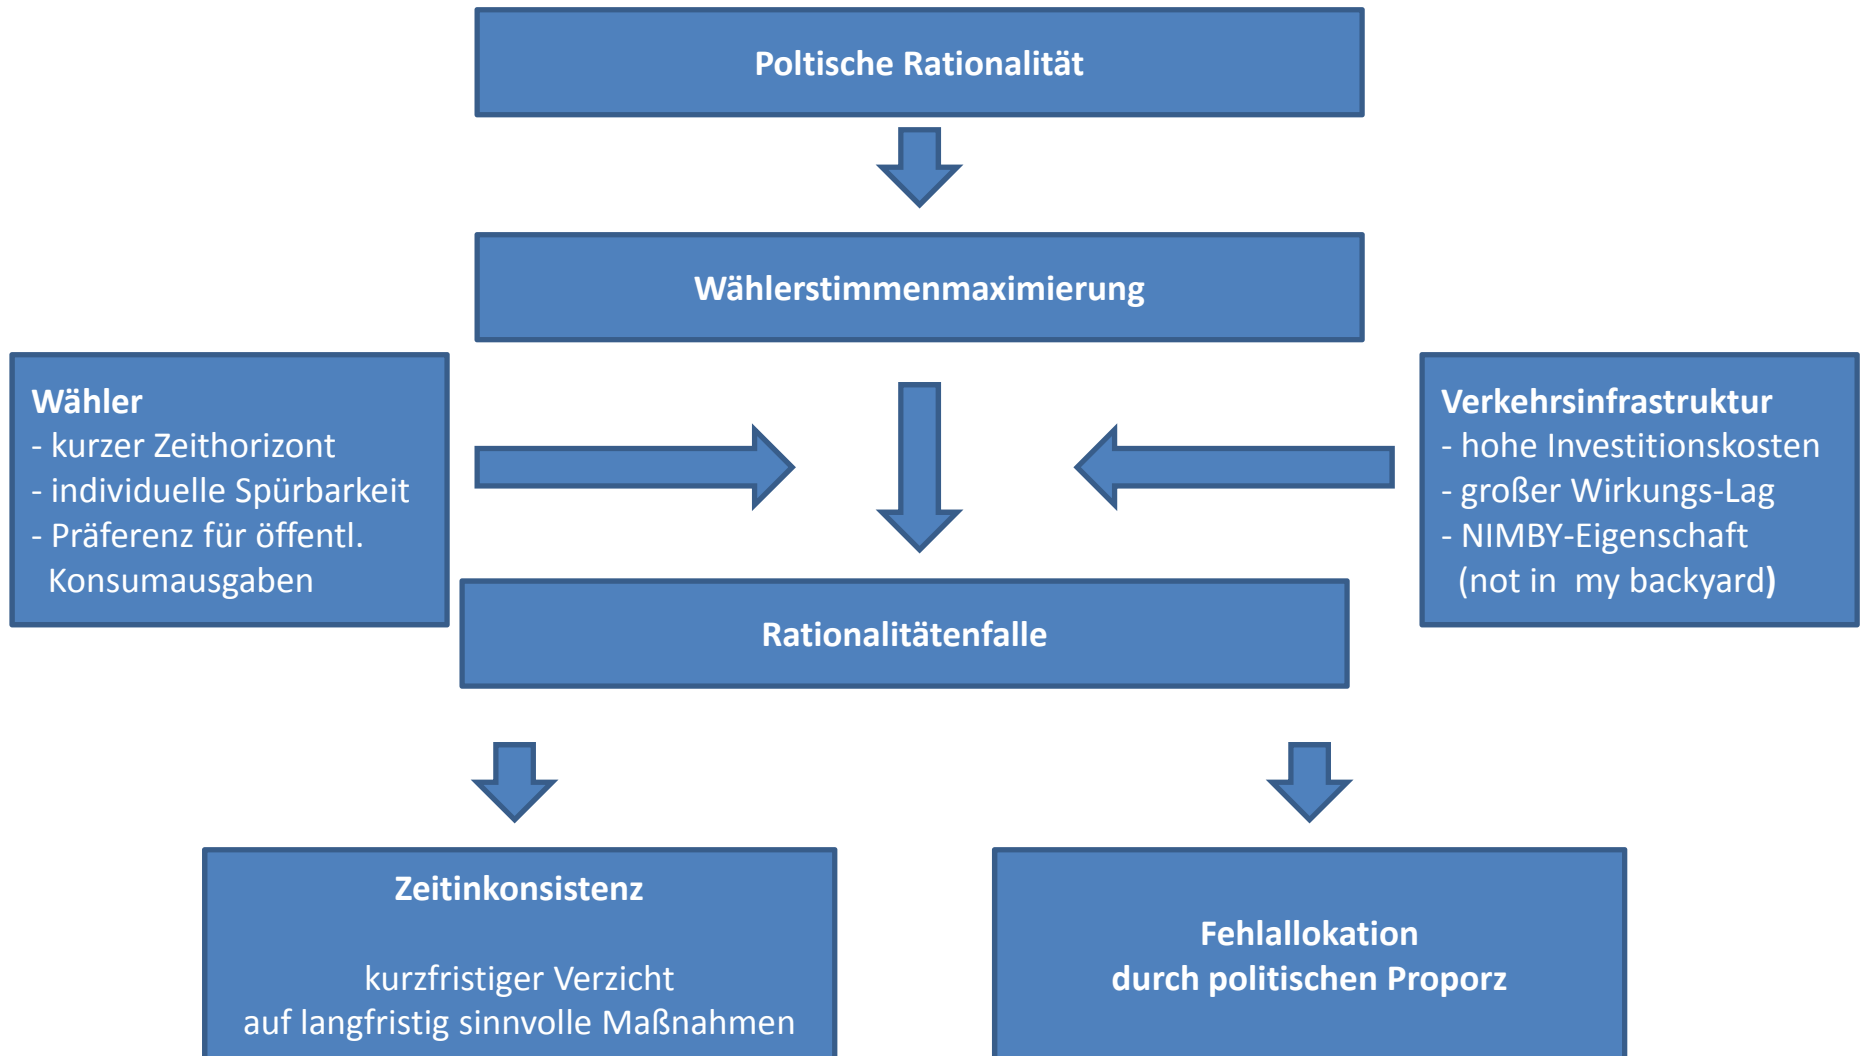 Poltische Rationalität
Wählerstimmenmaximierung
Wähler
- kurzer Zeithorizont
- individuelle Spürbarkeit
- Präferenz für öffentl.
Konsumausgaben
Verkehrsinfrastruktur
- hohe Investitionskosten
- großer Wirkungs-Lag
- NIMBY-Eigenschaft
(not in  my backyard)
Rationalitätenfalle
Zeitinkonsistenz
kurzfristiger Verzicht
auf langfristig sinnvolle Maßnahmen
Fehlallokation
durch politischen Proporz